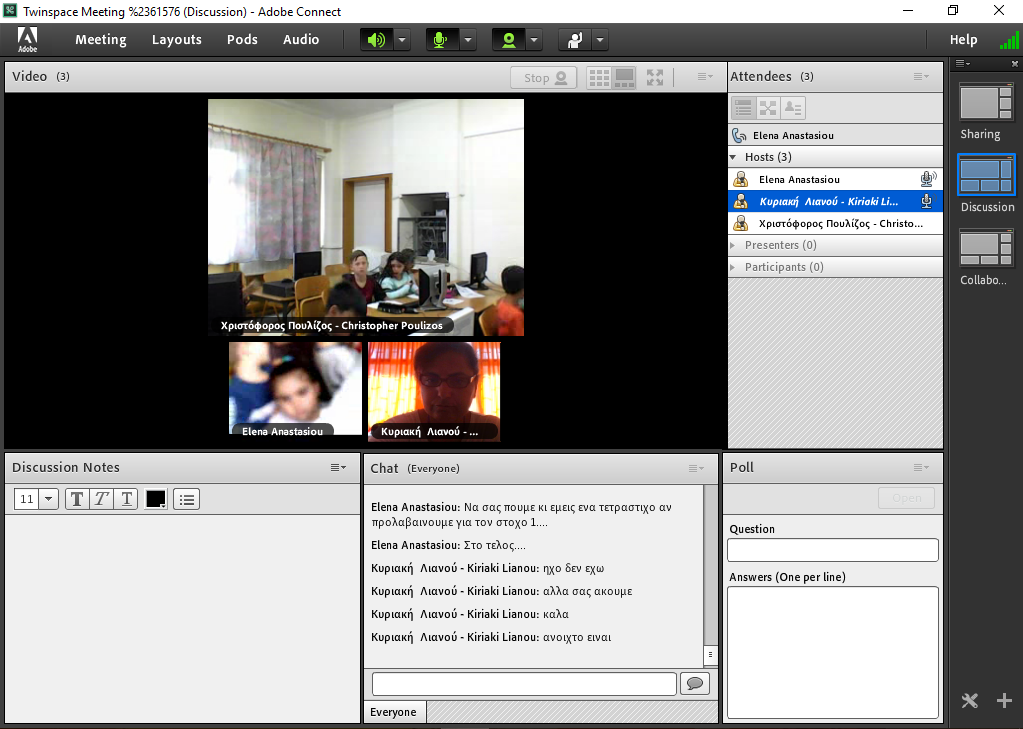 Twinspace Meeting %2361576 (Discussion) - Adobe Connect
Adobe
Meeting Layouts Pods Audio Help
Video (3)
Stop
Χριστόφορος Πουλίζος - Christopher Poulizos
Elena Anastasiou
Κυριακή Λιανού - ...
Attendees (3)
Elena Anastasiou
Hosts (3)
Elena Anastasiou
Κυριακή Λιανού - Kiriaki Li...
Χριστόφορος Πουλίζος - Christo...
Presenters (0)
Participants (0)
Sharing
Discussion
Collabo...
Discussion Notes
11 T T T
Chat (Everyone)
Elena Anastasiou: Να σας πουμε κι εμεις ενα τετραστιχο αν
προλαβαινουμε για τον στοχο 1....
Elena Anastasiou: Στο τελος....
Κυριακή Λιανού - Kiriaki Lianou: ηχο δεν εχω
Κυριακή Λιανού - Kiriaki Lianou: αλλα σας ακουμε
Κυριακή Λιανού - Kiriaki Lianou: καλα
Κυριακή Λιανού - Kiriaki Lianou: ανοιχτο ειναι
Everyone
Poll
Open
Question
Answers (One per line)